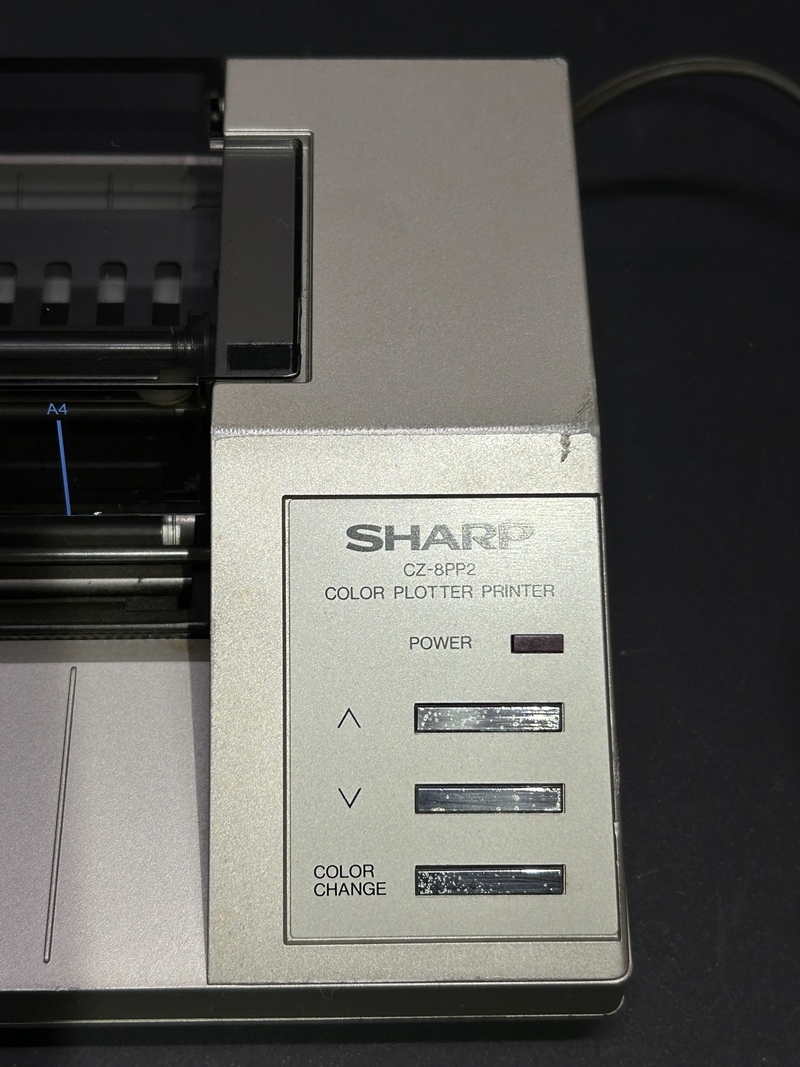 A4
SHARP
CZ-8PP2
COLOR PLOTTER PRINTER
POWER
COLOR
CHANGE